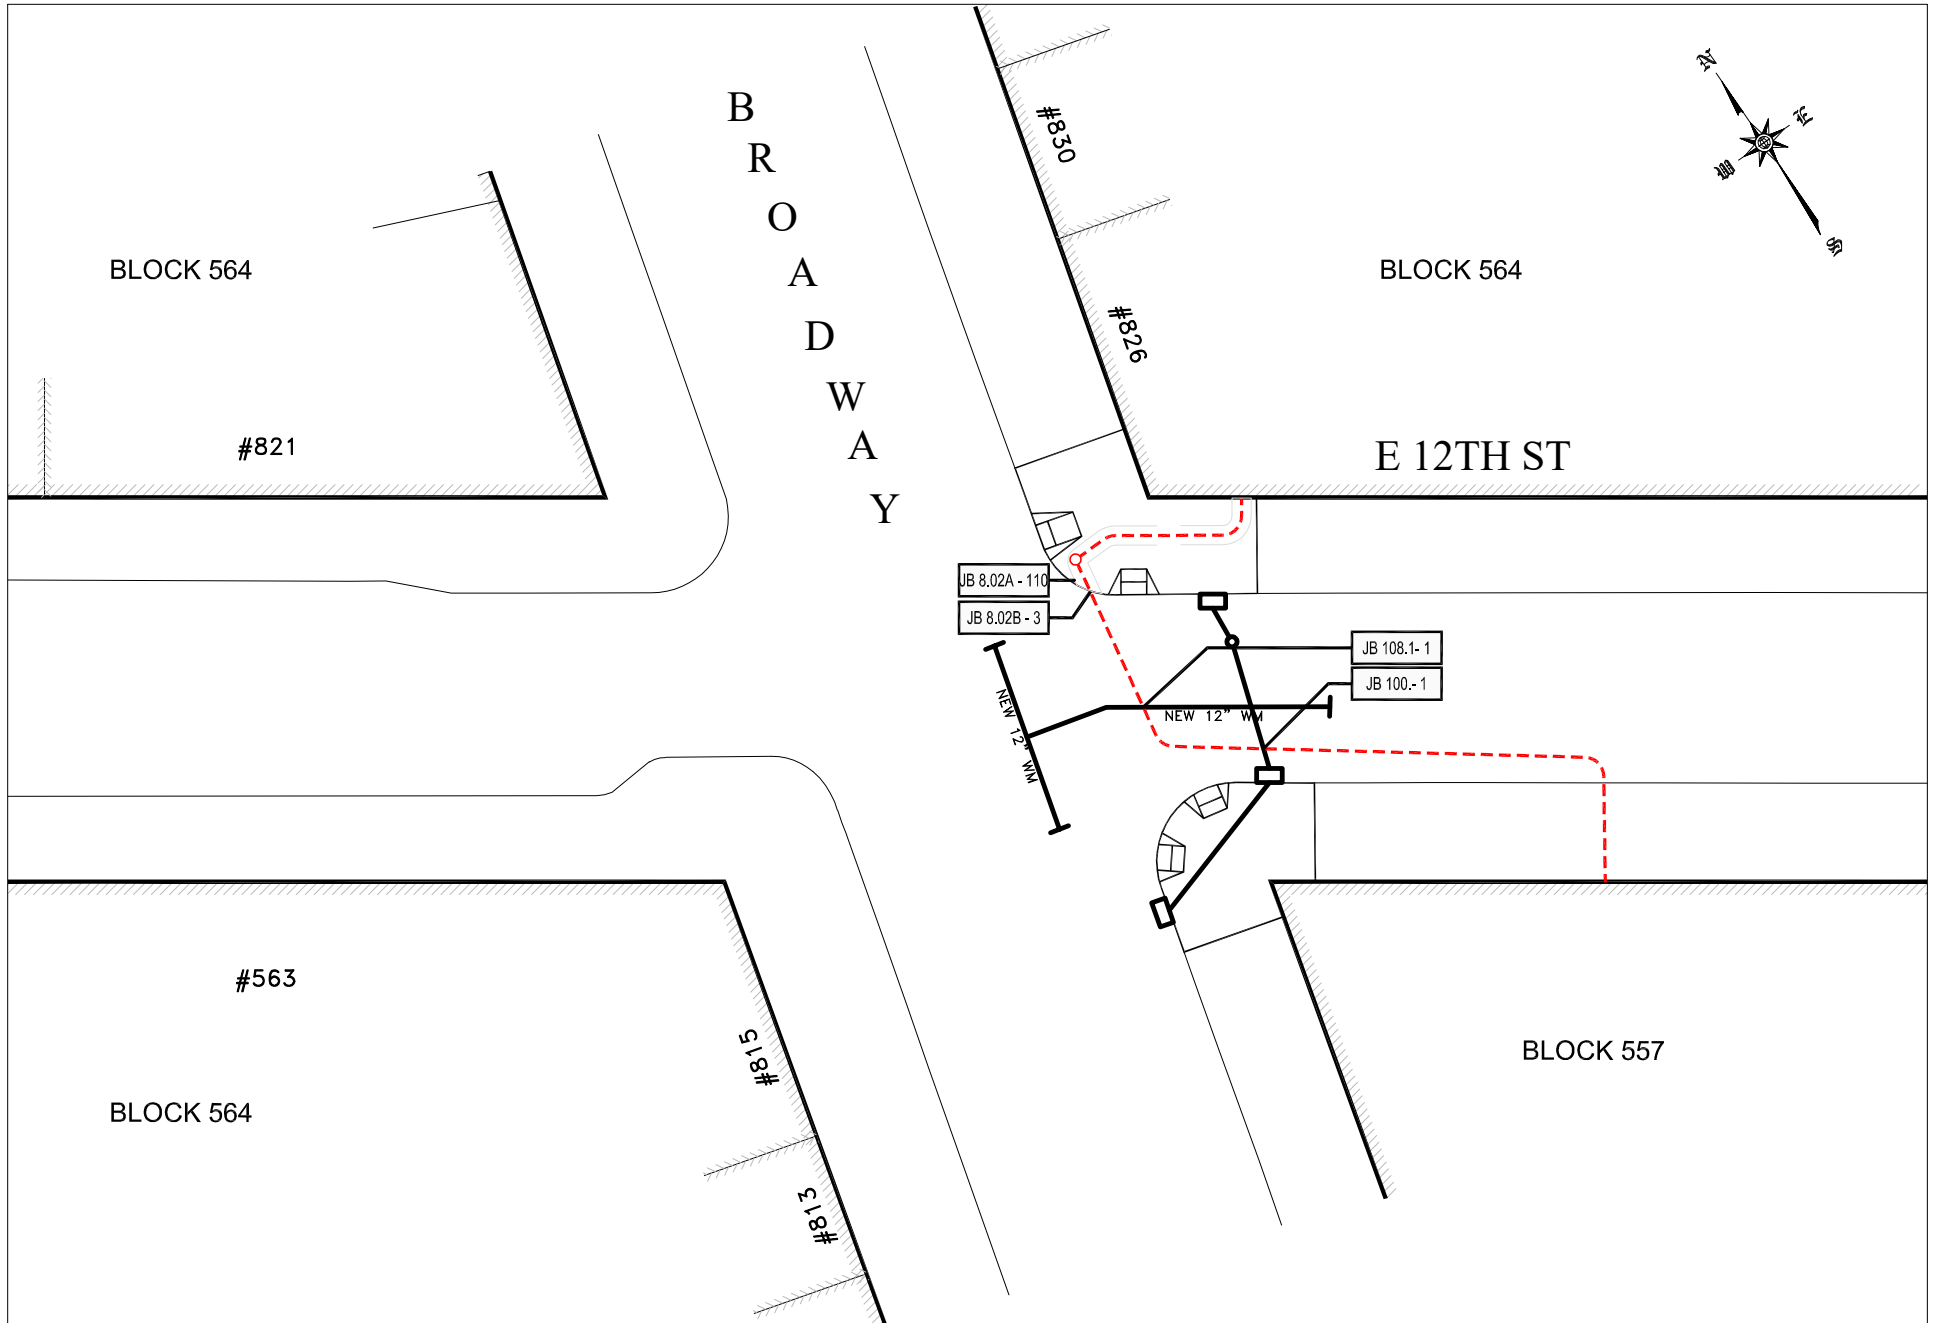 BROADWAY
N
E
W
S
#830
BLOCK 564
BLOCK 564
#826
#821
E 12TH ST
JB 8.02A - 110
JB 8.02B - 3
JB 108.1- 1
JB 100.- 1
NEW 12" WM
NEW 12" WM
#563
#815
BLOCK 557
BLOCK 564
#813